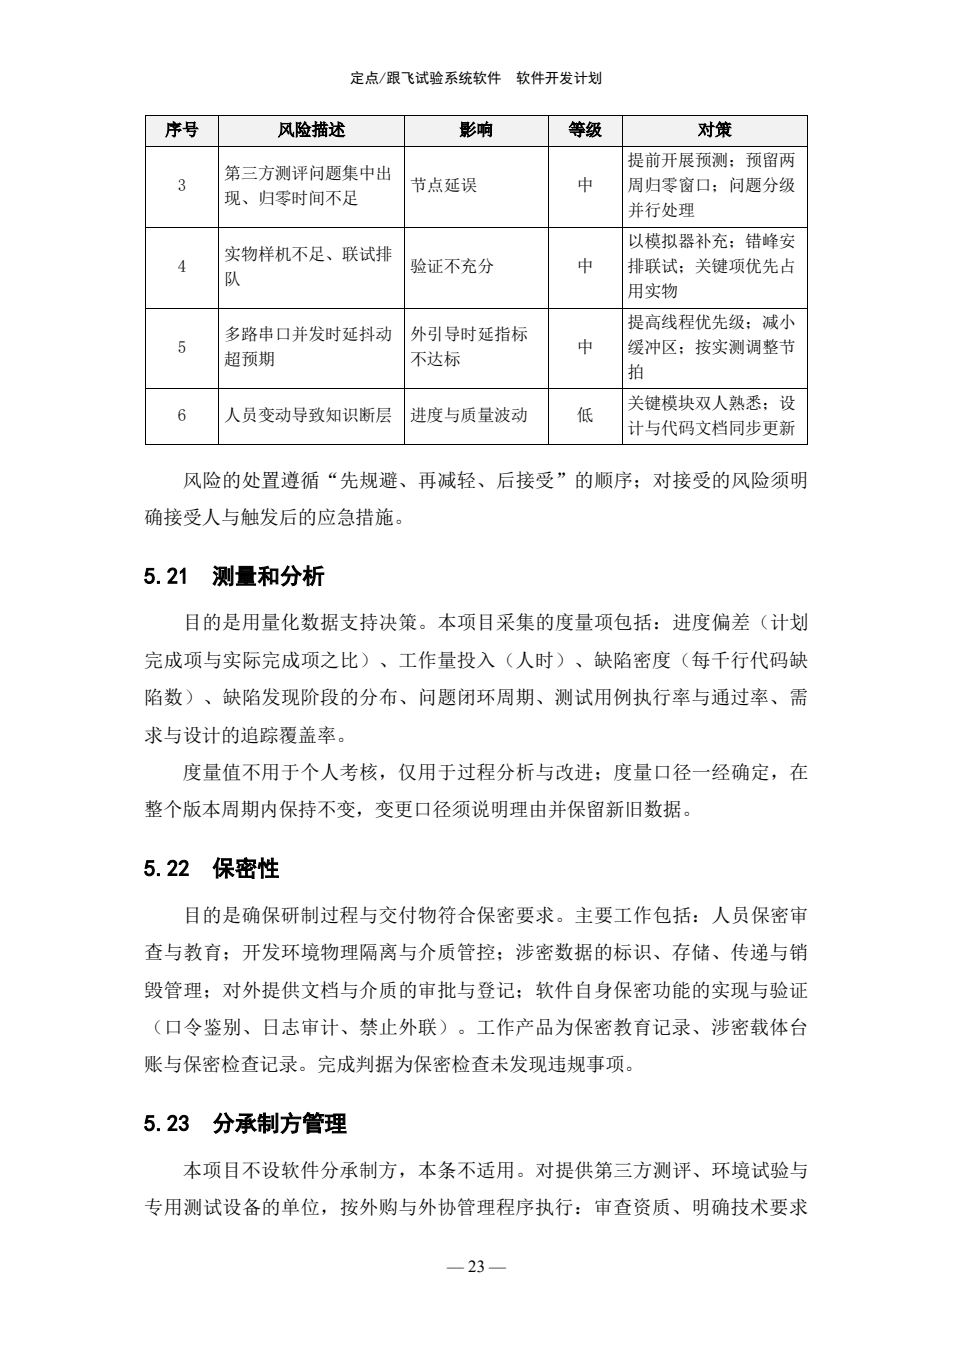 定点/跟飞试验系统软件　软件开发计划
序号 风险描述 影响 等级 对策
3 第三方测评问题集中出现、归零时间不足 节点延误 中 提前开展预测；预留两周归零窗口；问题分级并行处理
4 实物样机不足、联试排队 验证不充分 中 以模拟器补充；错峰安排联试；关键项优先占用实物
5 多路串口并发时延抖动超预期 外引导时延指标不达标 中 提高线程优先级；减小缓冲区；按实测调整节拍
6 人员变动导致知识断层 进度与质量波动 低 关键模块双人熟悉；设计与代码文档同步更新
风险的处置遵循“先规避、再减轻、后接受”的顺序；对接受的风险须明
确接受人与触发后的应急措施。
5.21　测量和分析
目的是用量化数据支持决策。本项目采集的度量项包括：进度偏差（计划
完成项与实际完成项之比）、工作量投入（人时）、缺陷密度（每千行代码缺
陷数）、缺陷发现阶段的分布、问题闭环周期、测试用例执行率与通过率、需
求与设计的追踪覆盖率。
度量值不用于个人考核，仅用于过程分析与改进；度量口径一经确定，在
整个版本周期内保持不变，变更口径须说明理由并保留新旧数据。
5.22　保密性
目的是确保研制过程与交付物符合保密要求。主要工作包括：人员保密审
查与教育；开发环境物理隔离与介质管控；涉密数据的标识、存储、传递与销
毁管理；对外提供文档与介质的审批与登记；软件自身保密功能的实现与验证
（口令鉴别、日志审计、禁止外联）。工作产品为保密教育记录、涉密载体台
账与保密检查记录。完成判据为保密检查未发现违规事项。
5.23　分承制方管理
本项目不设软件分承制方，本条不适用。对提供第三方测评、环境试验与
专用测试设备的单位，按外购与外协管理程序执行：审查资质、明确技术要求
— 23 —